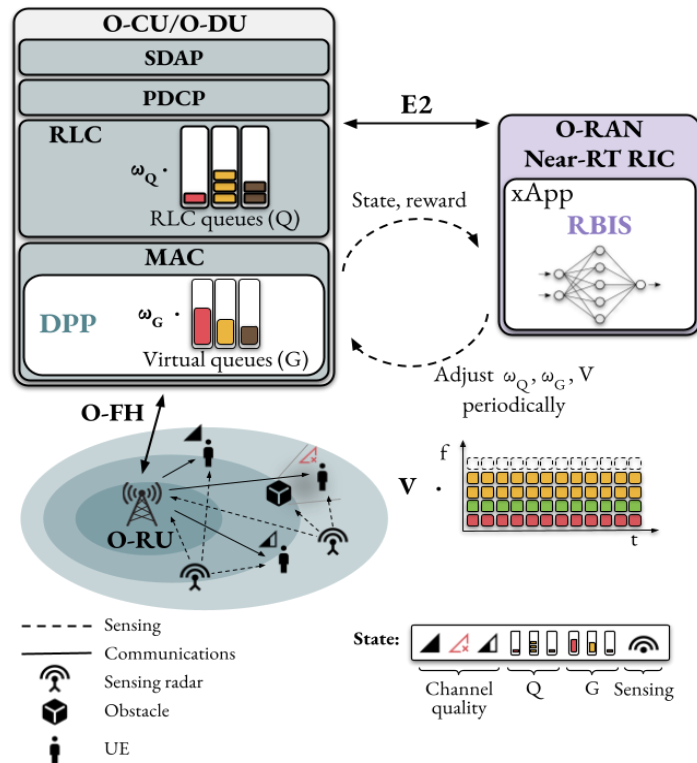 O-CU/O-DU
SDAP
PDCP
RLC
ω_Q ·
RLC queues (Q)
MAC
DPP
ω_G ·
Virtual queues (G)
E2
O-RAN
Near-RT RIC
xApp
RBIS
State, reward
Adjust ω_Q, ω_G, V
periodically
O-FH
O-RU
V ·
f
t
Sensing
Communications
Sensing radar
Obstacle
UE
State:
Channel
quality
Q
G
Sensing